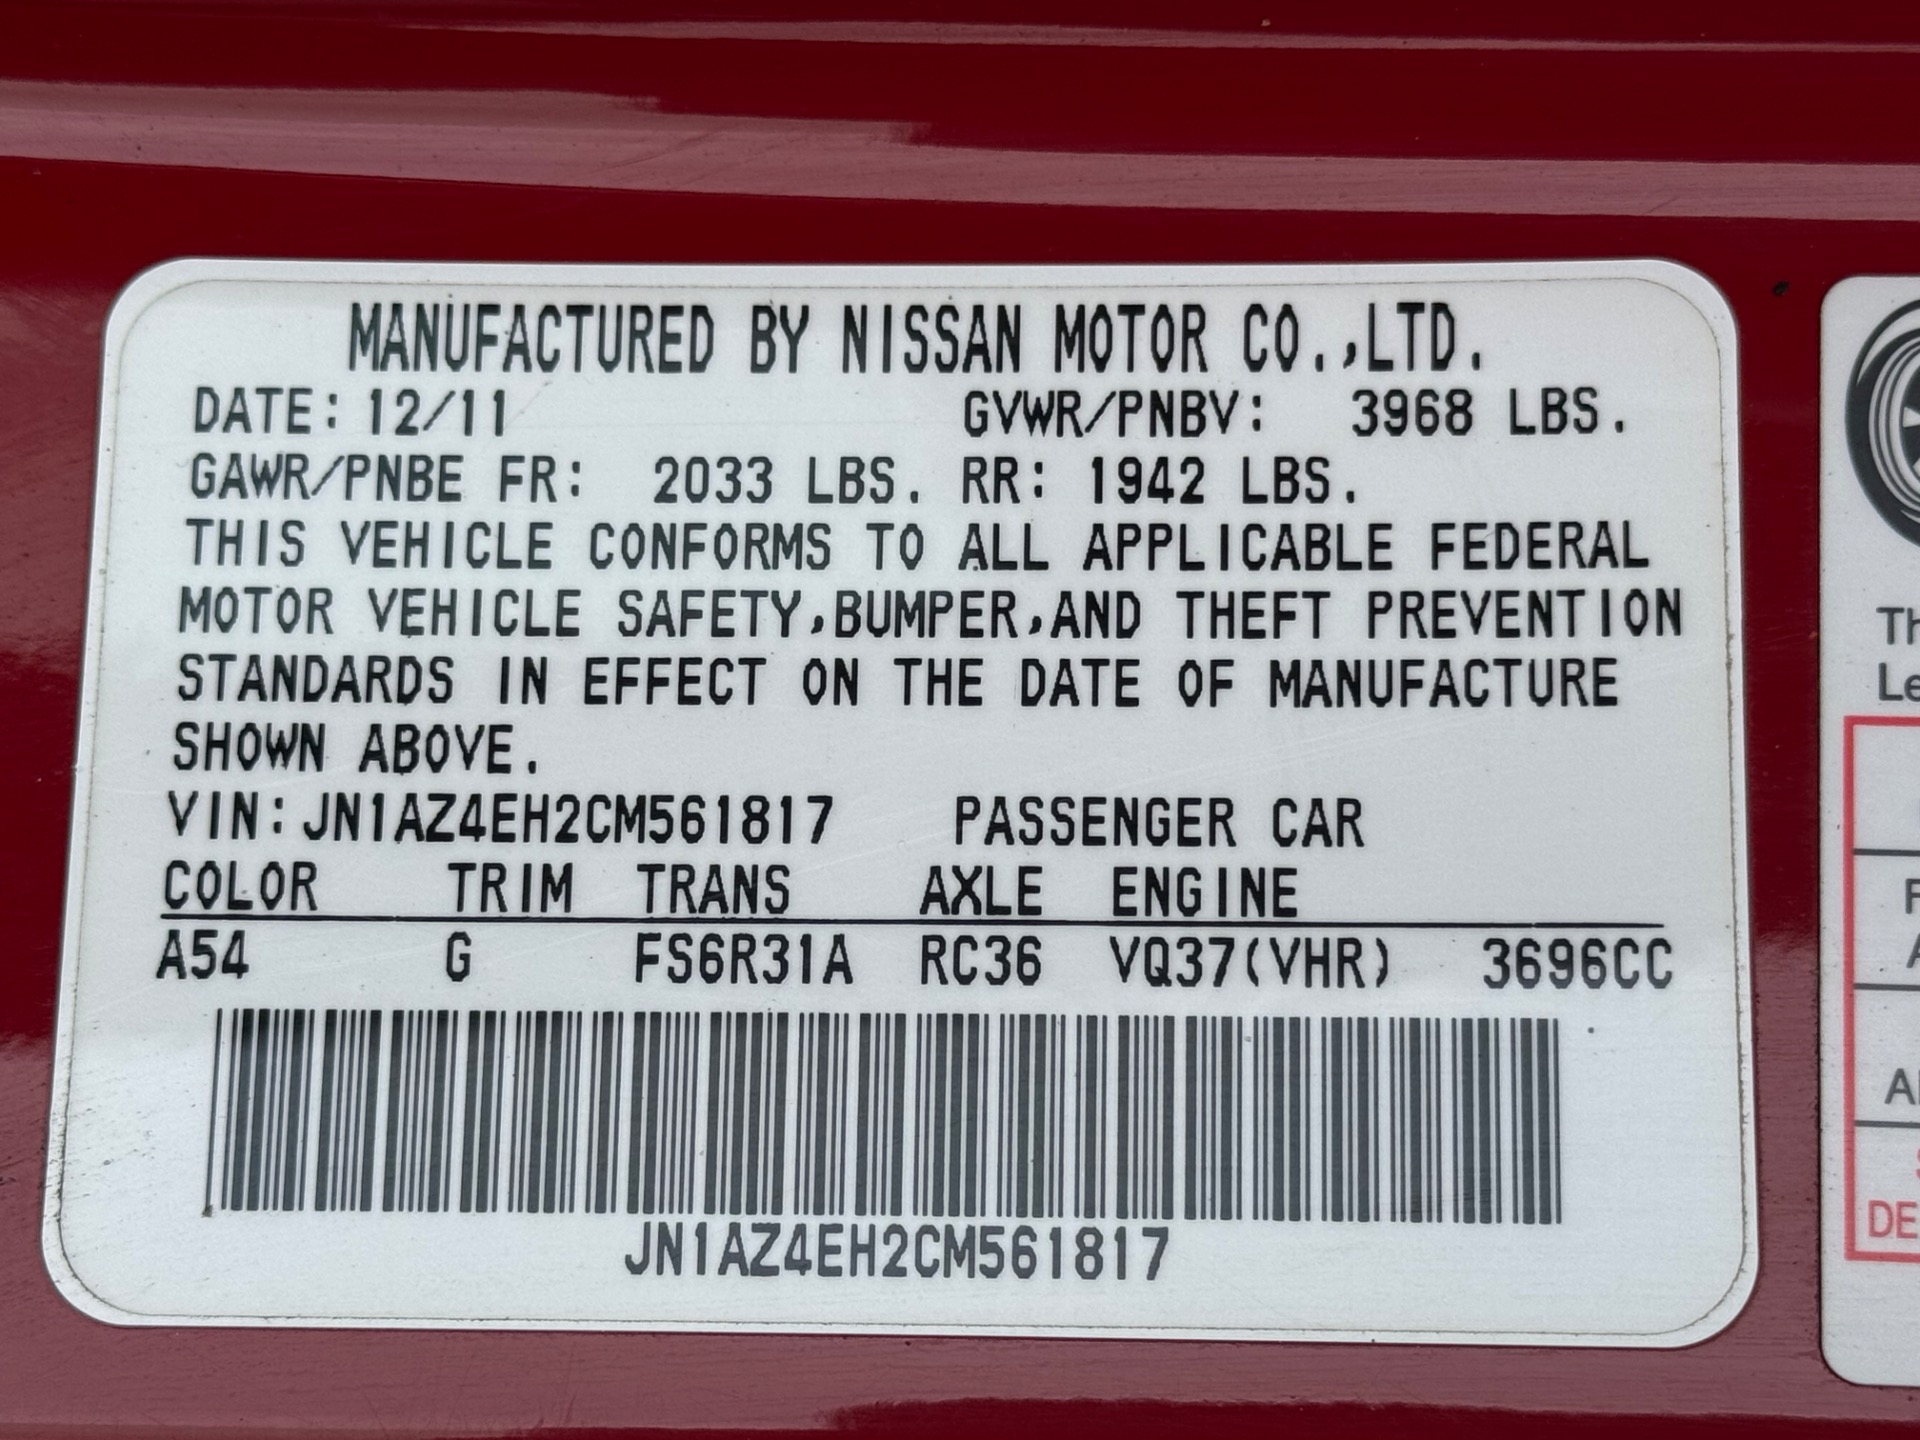 MANUFACTURED BY NISSAN MOTOR CO.,LTD.
DATE: 12/11 GVWR/PNBV: 3968 LBS.
GAWR/PNBE FR: 2033 LBS. RR: 1942 LBS.
THIS VEHICLE CONFORMS TO ALL APPLICABLE FEDERAL
MOTOR VEHICLE SAFETY,BUMPER,AND THEFT PREVENTION
STANDARDS IN EFFECT ON THE DATE OF MANUFACTURE
SHOWN ABOVE.
VIN: JN1AZ4EH2CM561817 PASSENGER CAR
COLOR TRIM TRANS AXLE ENGINE
A54 G FS6R31A RC36 VQ37(VHR) 3696CC
JN1AZ4EH2CM561817